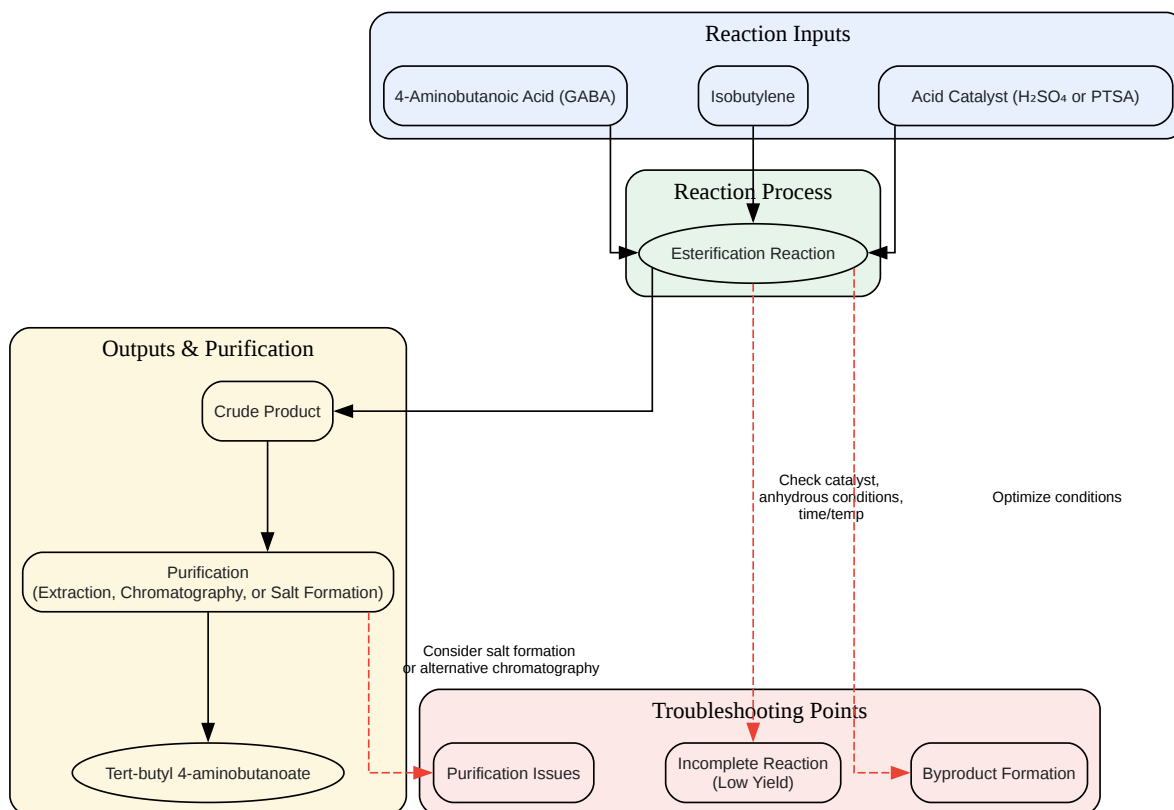 Reaction Inputs
4-Aminobutanoic Acid (GABA)
Isobutylene
Acid Catalyst (H₂SO₄ or PTSA)
Reaction Process
Esterification Reaction
Outputs & Purification
Crude Product
Check catalyst,
anhydrous conditions,
time/temp
Optimize conditions
Purification
(Extraction, Chromatography, or Salt Formation)
Consider salt formation
or alternative chromatography
Troubleshooting Points
Tert-butyl 4-aminobutanoate
Purification Issues
Incomplete Reaction
(Low Yield)
Byproduct Formation